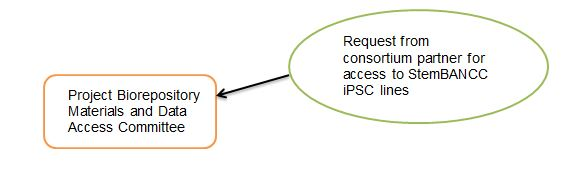 Request from
consortium partner for
access to StemBANCC
iPSC lines
Project Biorepository
Materials and Data
Access Committee